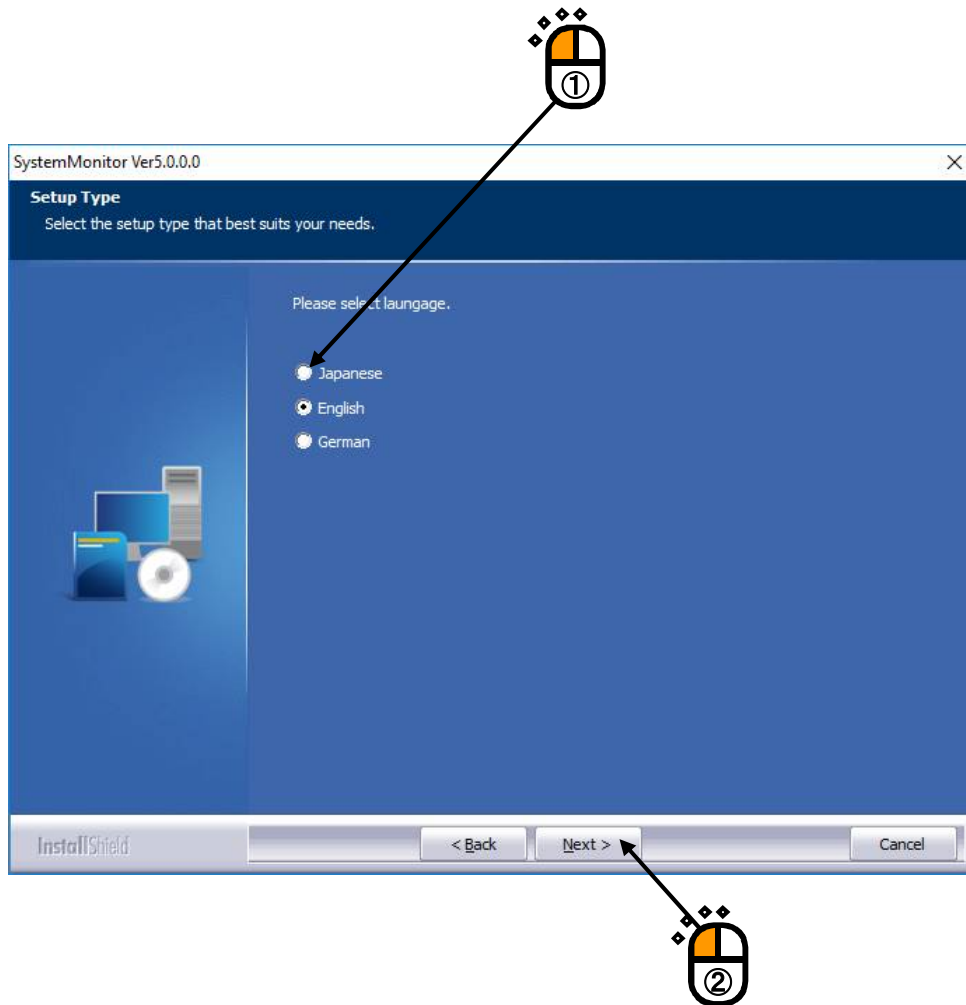 ①
SystemMonitor Ver5.0.0.0
Setup Type
Select the setup type that best suits your needs.
Please select laungage.
Japanese
English
German
InstallShield
< Back
Next >
Cancel
②